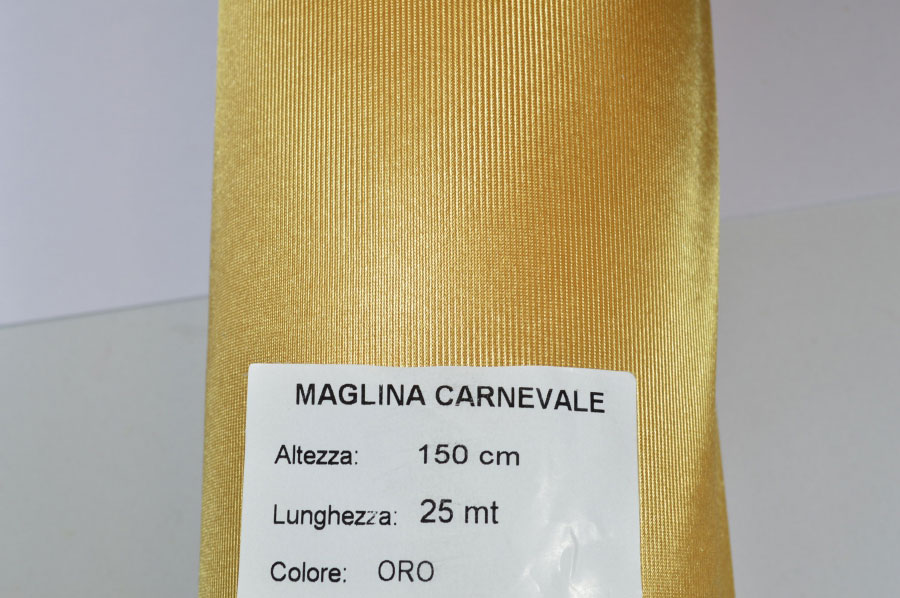 MAGLINA CARNEVALE
Altezza: 150 cm
Lunghezza: 25 mt
Colore: ORO